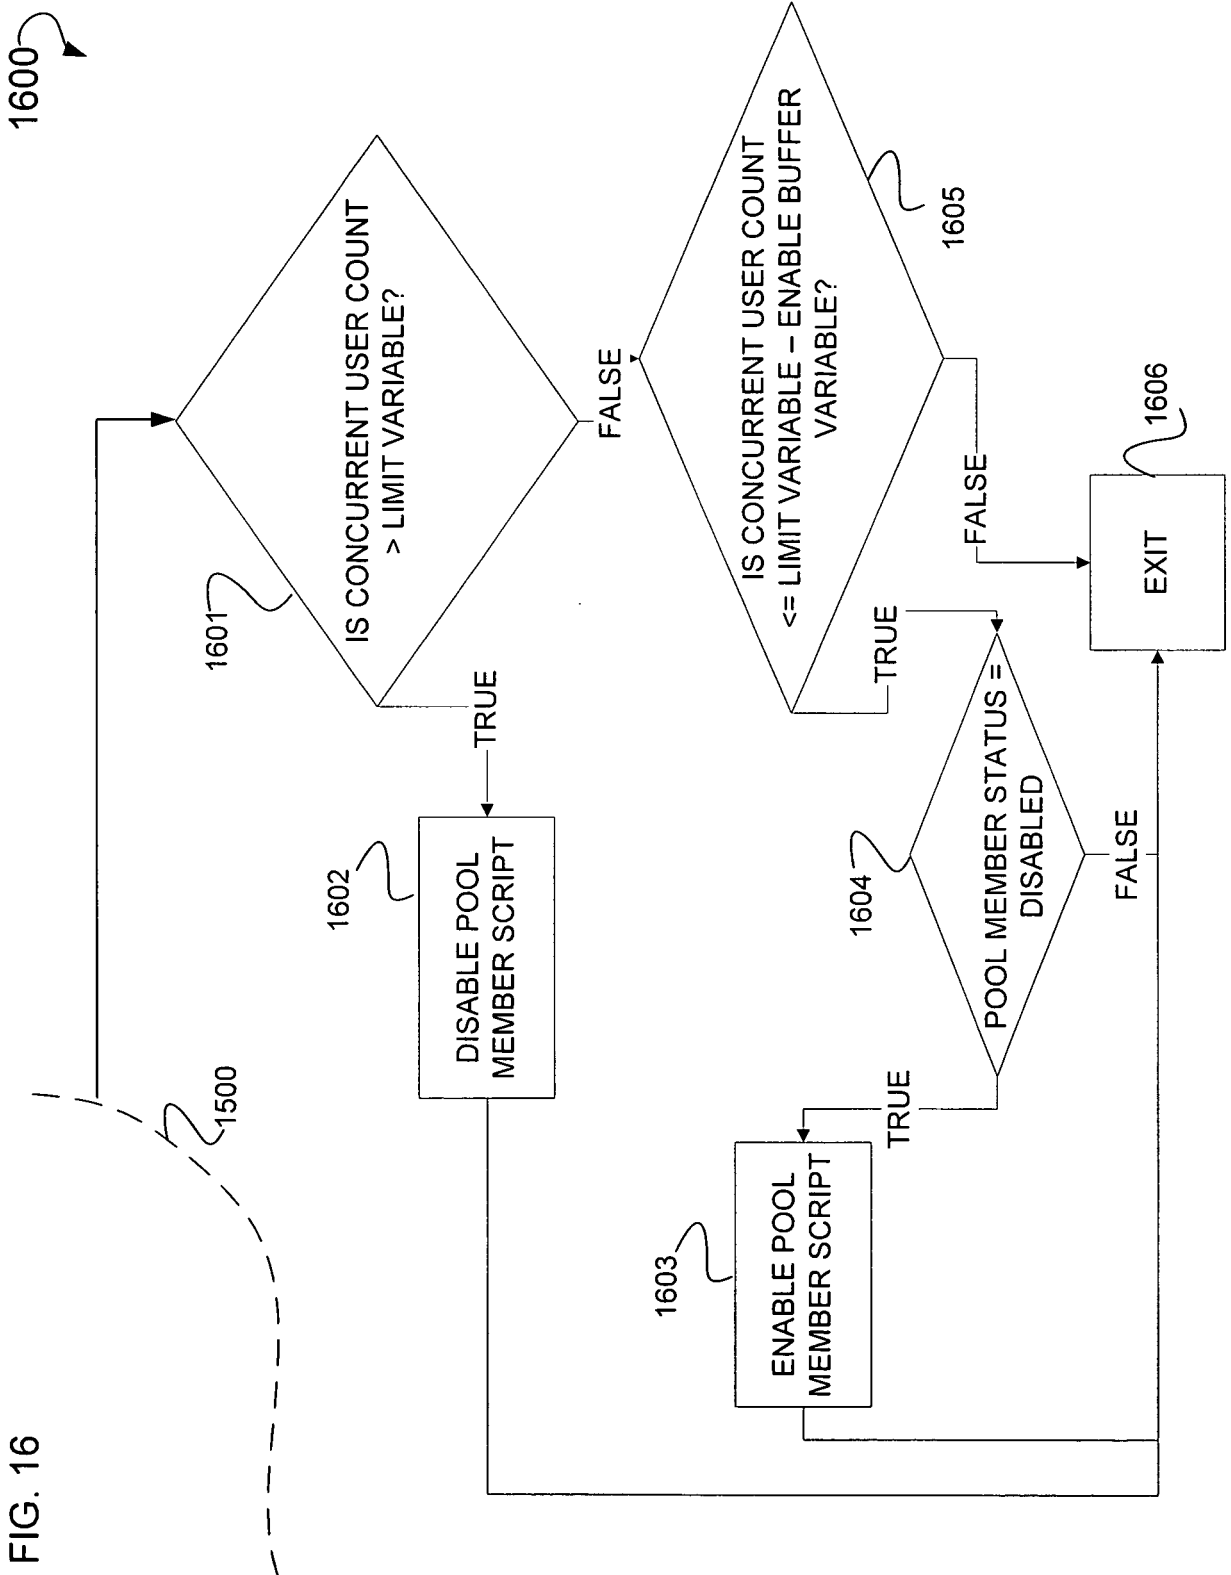 FIG. 16
1600
1500
1601
IS CONCURRENT USER COUNT
> LIMIT VARIABLE?
TRUE
FALSE
1602
DISABLE POOL
MEMBER SCRIPT
IS CONCURRENT USER COUNT
<= LIMIT VARIABLE – ENABLE BUFFER
VARIABLE?
1605
TRUE
FALSE
1604
POOL MEMBER STATUS =
DISABLED
TRUE
FALSE
1603
ENABLE POOL
MEMBER SCRIPT
EXIT
1606